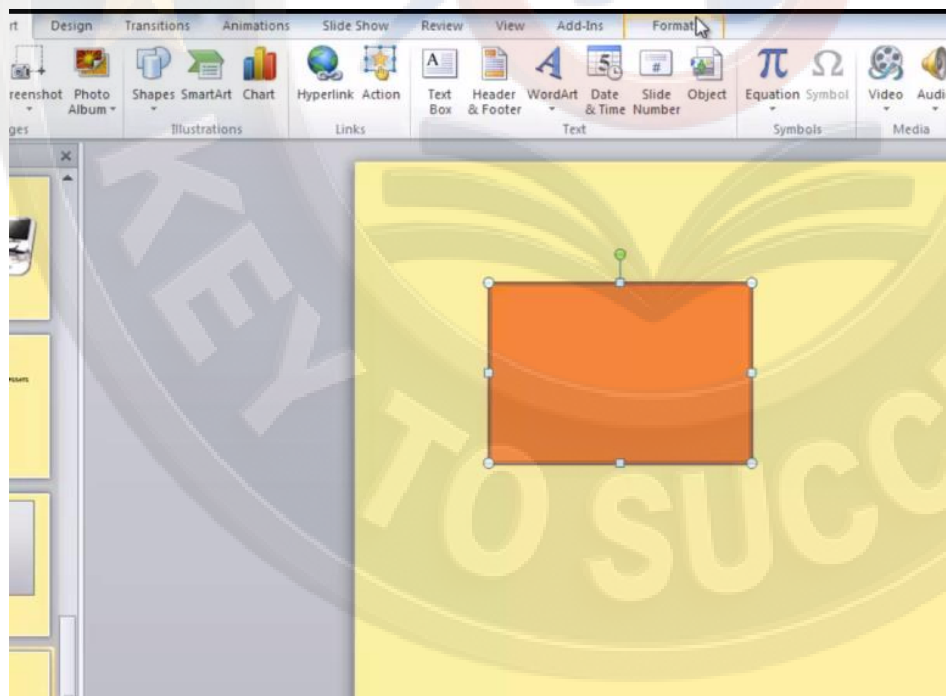 rt Design Transitions Animations Slide Show Review View Add-Ins Format
reenshot Photo Album Shapes SmartArt Chart Hyperlink Action Text Box Header & Footer WordArt Date & Time Slide Number Object Equation Symbol Video Audio
ges Illustrations Links Text Symbols Media
KEY TO SUCC